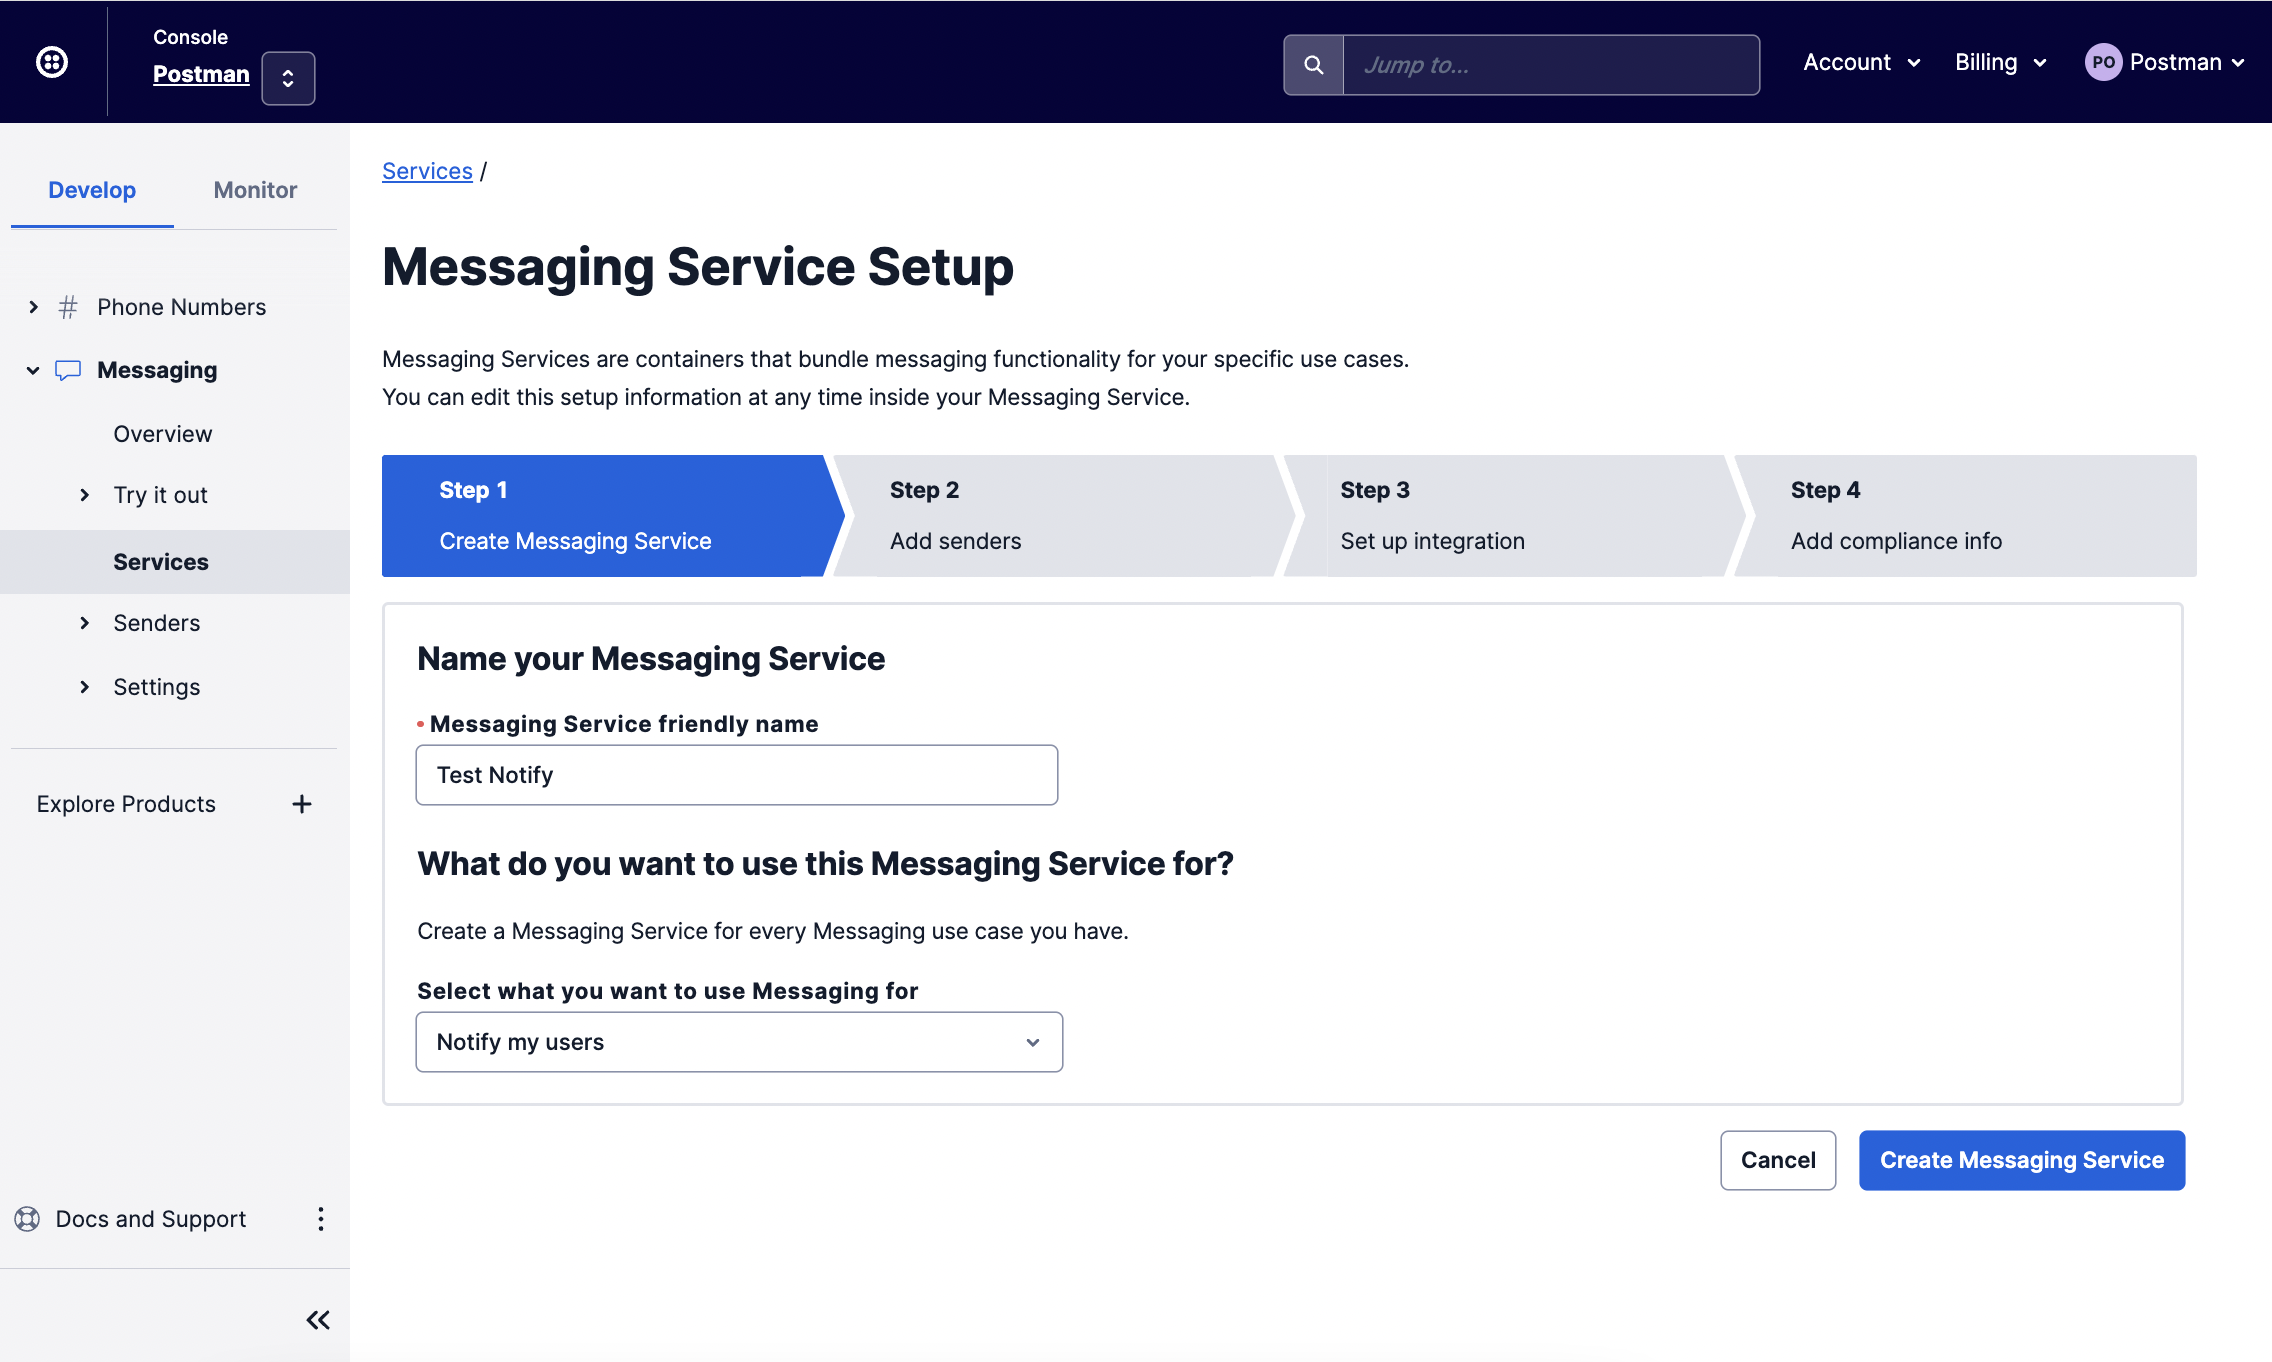 Console
Postman
Jump to...
Account
Billing
PO Postman
Develop Monitor
# Phone Numbers
Messaging
Overview
Try it out
Services
Senders
Settings
Explore Products +
Docs and Support
Services /
Messaging Service Setup
Messaging Services are containers that bundle messaging functionality for your specific use cases.
You can edit this setup information at any time inside your Messaging Service.
Step 1
Create Messaging Service
Step 2
Add senders
Step 3
Set up integration
Step 4
Add compliance info
Name your Messaging Service
Messaging Service friendly name
Test Notify
What do you want to use this Messaging Service for?
Create a Messaging Service for every Messaging use case you have.
Select what you want to use Messaging for
Notify my users
Cancel
Create Messaging Service